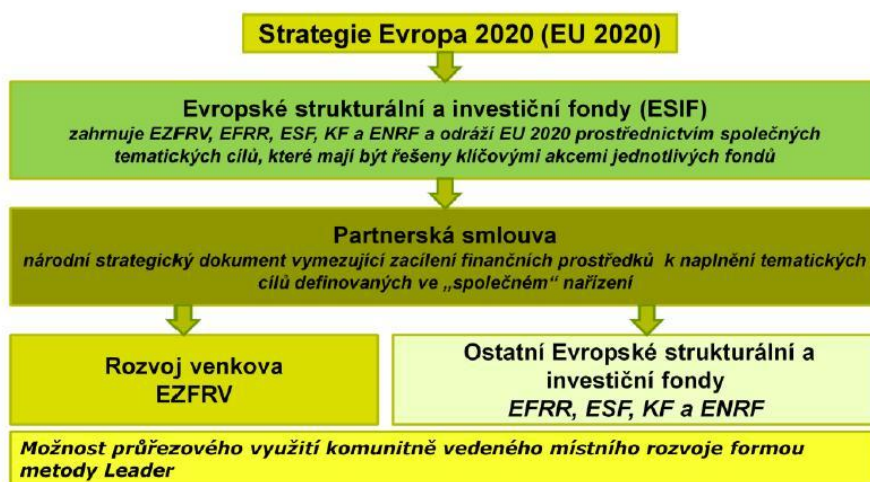 Strategie Evropa 2020 (EU 2020)
Evropské strukturální a investiční fondy (ESIF)
zahrnuje EZFRV, EFRR, ESF, KF a ENRF a odráží EU 2020 prostřednictvím společných
tematických cílů, které mají být řešeny klíčovými akcemi jednotlivých fondů
Partnerská smlouva
národní strategický dokument vymezující zacílení finančních prostředků k naplnění tematických
cílů definovaných ve „společném“ nařízení
Rozvoj venkova
EZFRV
Ostatní Evropské strukturální a
investiční fondy
EFRR, ESF, KF a ENRF
Možnost průřezového využití komunitně vedeného místního rozvoje formou
metody Leader